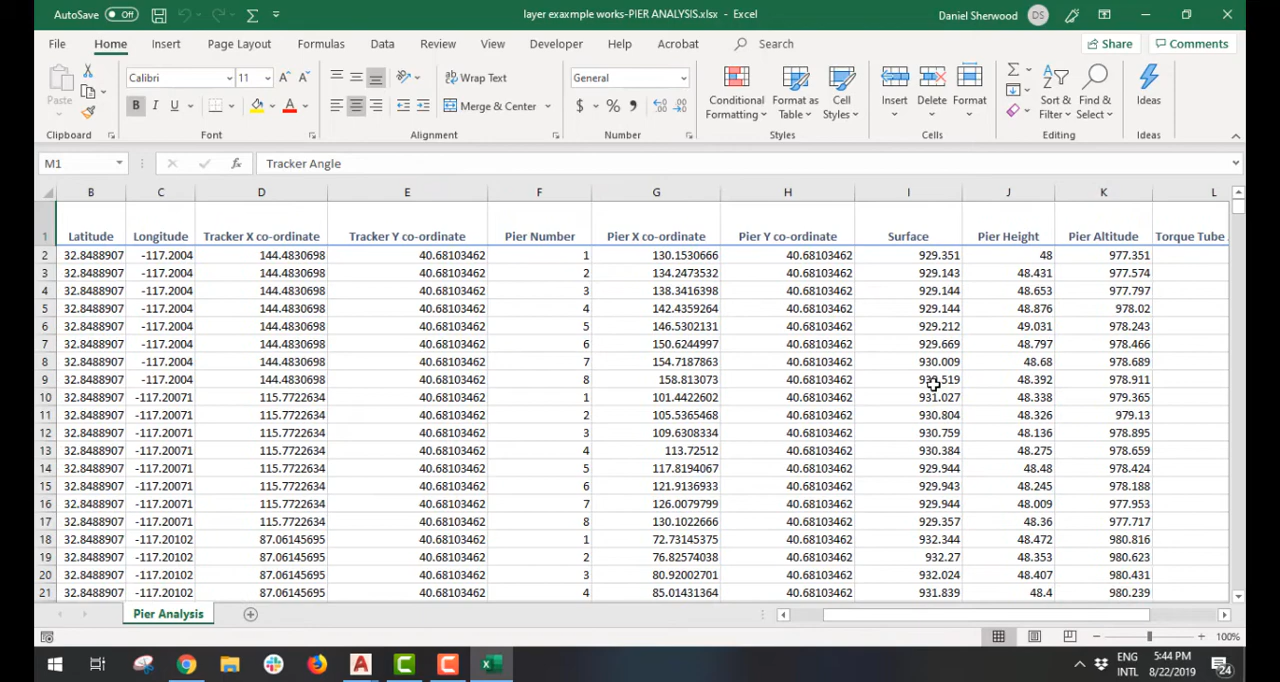 AutoSave Off layer exaxmple works-PIER ANALYSIS.xlsx - Excel Daniel Sherwood DS
File Home Insert Page Layout Formulas Data Review View Developer Help Acrobat Search Share Comments
Calibri 11 A A Wrap Text General
Paste B I U A Merge & Center $ % Conditional Formatting Format as Table Cell Styles Insert Delete Format Sort & Filter Find & Select Ideas
Clipboard Font Alignment Number Styles Cells Editing Ideas
M1 fx Tracker Angle
B C D E F G H I J K L
1 Latitude Longitude Tracker X co-ordinate Tracker Y co-ordinate Pier Number Pier X co-ordinate Pier Y co-ordinate Surface Pier Height Pier Altitude Torque Tube
2 32.8488907 -117.2004 144.4830698 40.68103462 1 130.1530666 40.68103462 929.351 48 977.351
3 32.8488907 -117.2004 144.4830698 40.68103462 2 134.2473532 40.68103462 929.143 48.431 977.574
4 32.8488907 -117.2004 144.4830698 40.68103462 3 138.3416398 40.68103462 929.144 48.653 977.797
5 32.8488907 -117.2004 144.4830698 40.68103462 4 142.4359264 40.68103462 929.144 48.876 978.02
6 32.8488907 -117.2004 144.4830698 40.68103462 5 146.5302131 40.68103462 929.212 49.031 978.243
7 32.8488907 -117.2004 144.4830698 40.68103462 6 150.6244997 40.68103462 929.669 48.797 978.466
8 32.8488907 -117.2004 144.4830698 40.68103462 7 154.7187863 40.68103462 930.009 48.68 978.689
9 32.8488907 -117.2004 144.4830698 40.68103462 8 158.813073 40.68103462 48.392 978.911
10 32.8488907 -117.20071 115.7722634 40.68103462 1 101.4422602 40.68103462 931.027 48.338 979.365
11 32.8488907 -117.20071 115.7722634 40.68103462 2 105.5365468 40.68103462 930.804 48.326 979.13
12 32.8488907 -117.20071 115.7722634 40.68103462 3 109.6308334 40.68103462 930.759 48.136 978.895
13 32.8488907 -117.20071 115.7722634 40.68103462 4 113.72512 40.68103462 930.384 48.275 978.659
14 32.8488907 -117.20071 115.7722634 40.68103462 5 117.8194067 40.68103462 929.944 48.48 978.424
15 32.8488907 -117.20071 115.7722634 40.68103462 6 121.9136933 40.68103462 929.943 48.245 978.188
16 32.8488907 -117.20071 115.7722634 40.68103462 7 126.0079799 40.68103462 929.944 48.009 977.953
17 32.8488907 -117.20071 115.7722634 40.68103462 8 130.1022666 40.68103462 929.357 48.36 977.717
18 32.8488907 -117.20102 87.06145695 40.68103462 1 72.73145375 40.68103462 932.344 48.472 980.816
19 32.8488907 -117.20102 87.06145695 40.68103462 2 76.82574038 40.68103462 932.27 48.353 980.623
20 32.8488907 -117.20102 87.06145695 40.68103462 3 80.92002701 40.68103462 932.024 48.407 980.431
21 32.8488907 -117.20102 87.06145695 40.68103462 4 85.01431364 40.68103462 931.839 48.4 980.239
Pier Analysis
100%
ENG 5:44 PM
INTL 8/22/2019 24